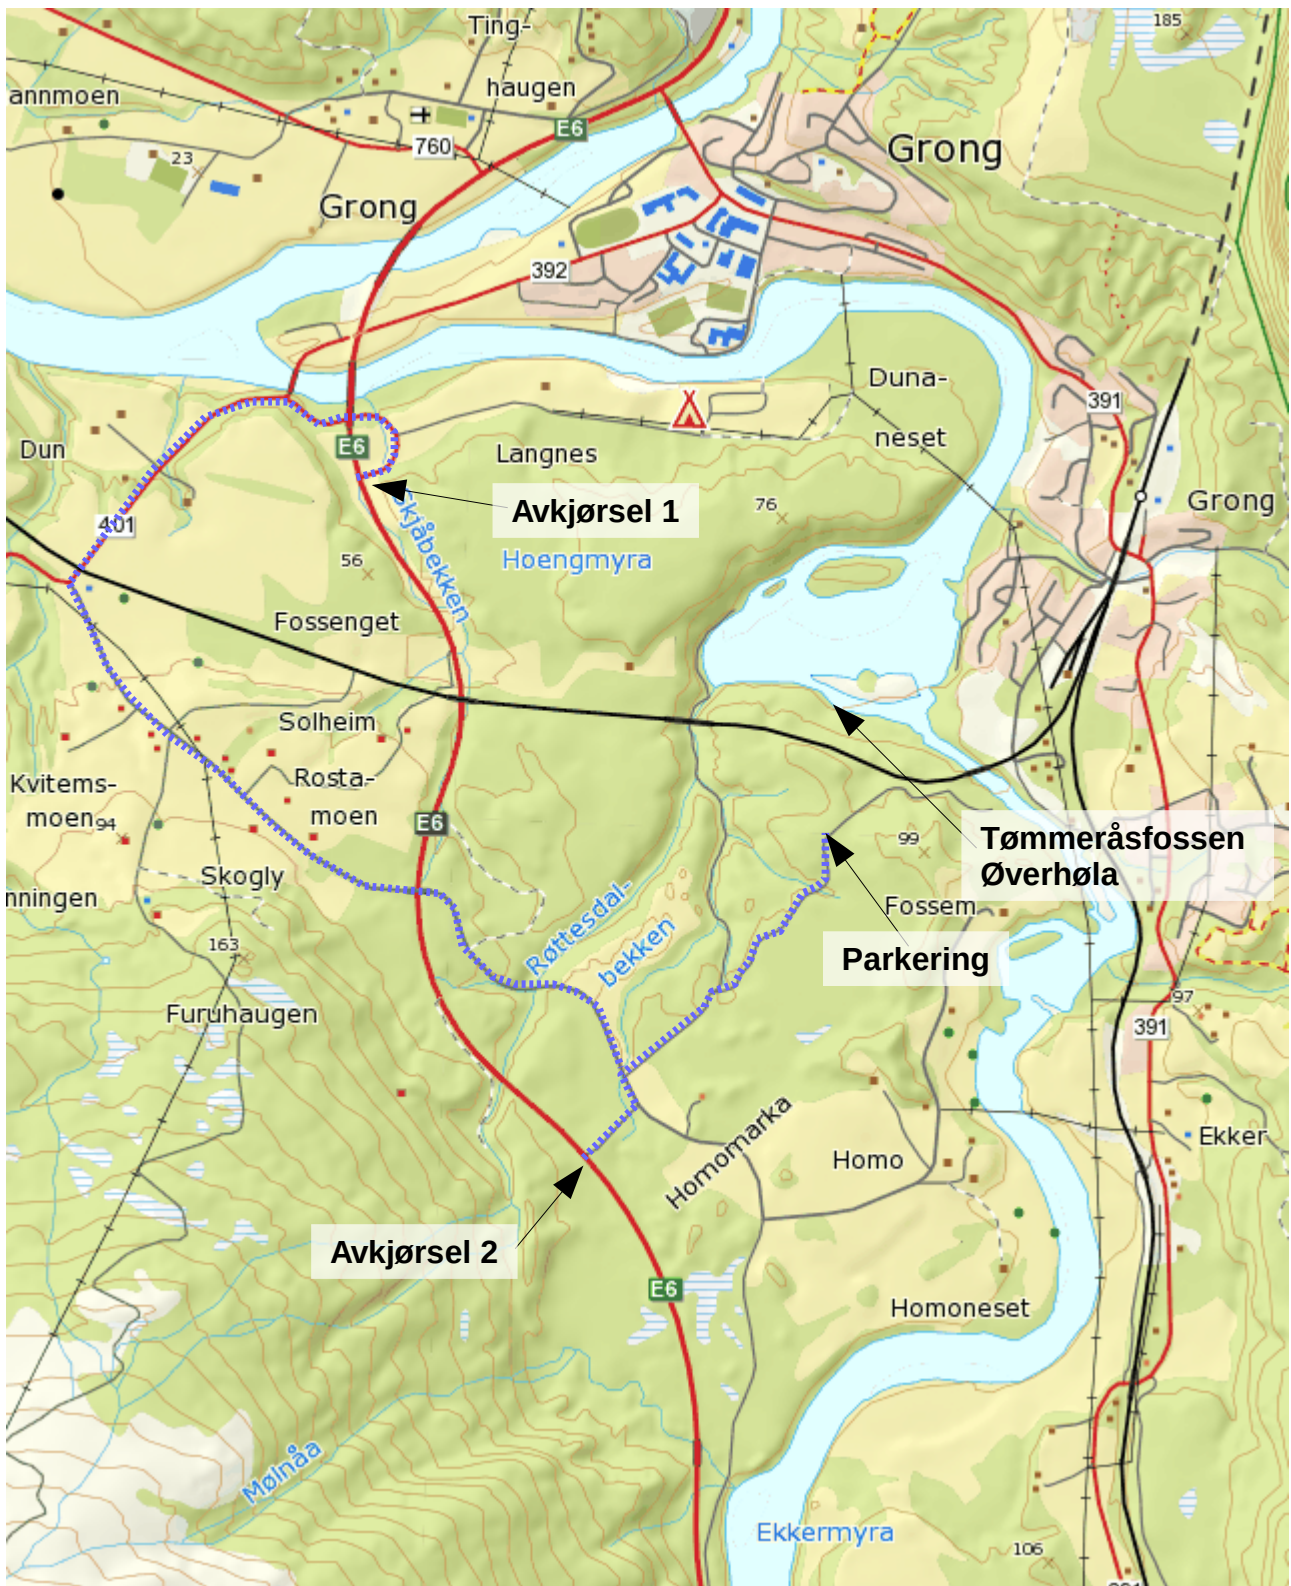 Ting-
haugen
185
annmoen
E6
760
23
Grong
Grong
392
Duna-
neset
391
Dun
E6
Langnes
Grong
Avkjørsel 1
76
401
Skjåbekken
Hoengmyra
56
Fossenget
Solheim
Rosta-
moen
Kvitems-
moen
94
E6
99
Tømmeråsfossen
Øverhøla
Skogly
nningen
Fossem
Røttesdal-
bekken
163
Parkering
97
Furuhaugen
391
Homomarka
Ekker
Homo
Avkjørsel 2
E6
Homoneset
Mølnåa
Ekkermyra
106